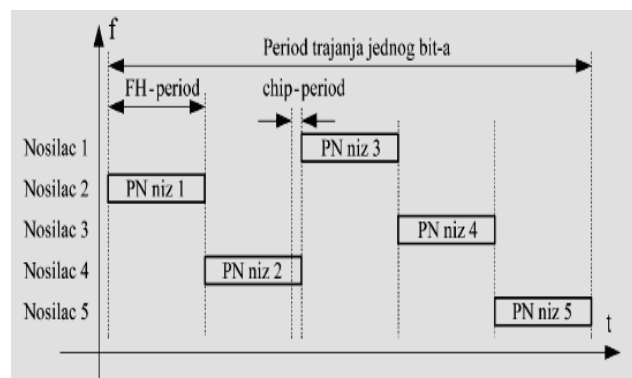 f
Period trajanja jednog bit-a
FH-period
chip-period
Nosilac 1
PN niz 3
Nosilac 2
PN niz 1
Nosilac 3
PN niz 4
Nosilac 4
PN niz 2
Nosilac 5
PN niz 5
t